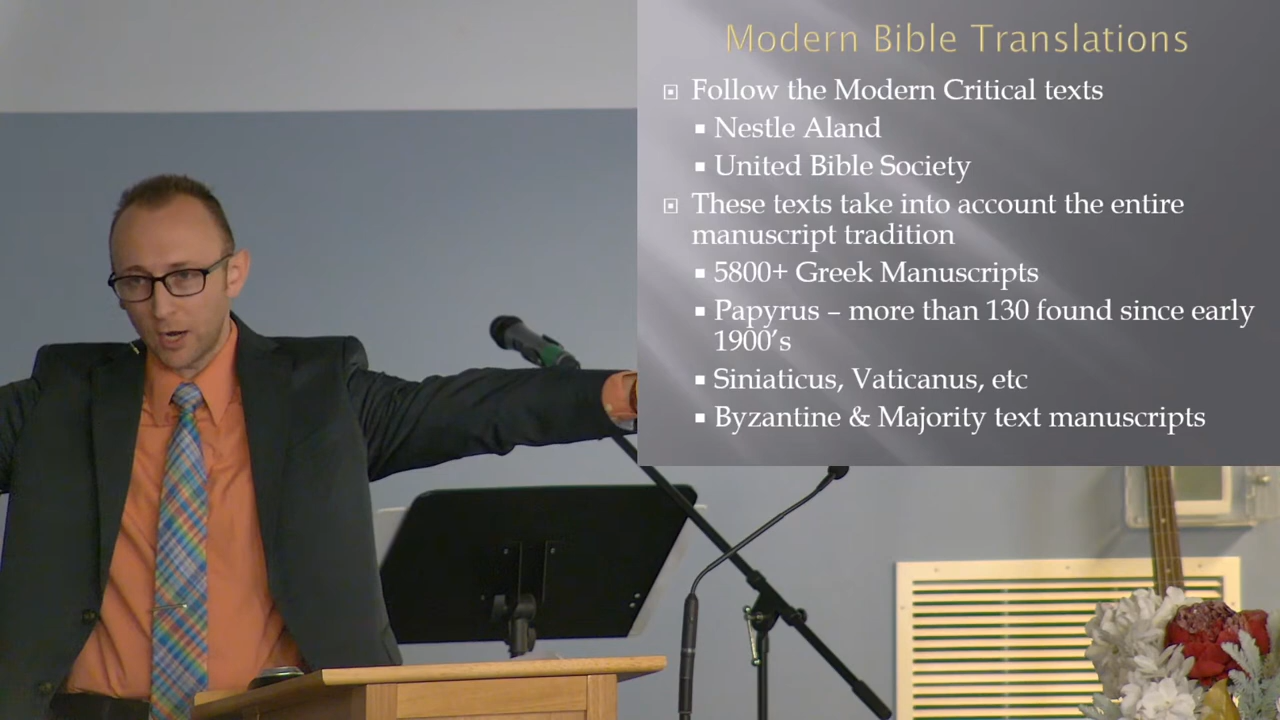 Modern Bible Translations
Follow the Modern Critical texts
Nestle Aland
United Bible Society
These texts take into account the entire
manuscript tradition
5800+ Greek Manuscripts
Papyrus – more than 130 found since early
1900's
Siniaticus, Vaticanus, etc
Byzantine & Majority text manuscripts